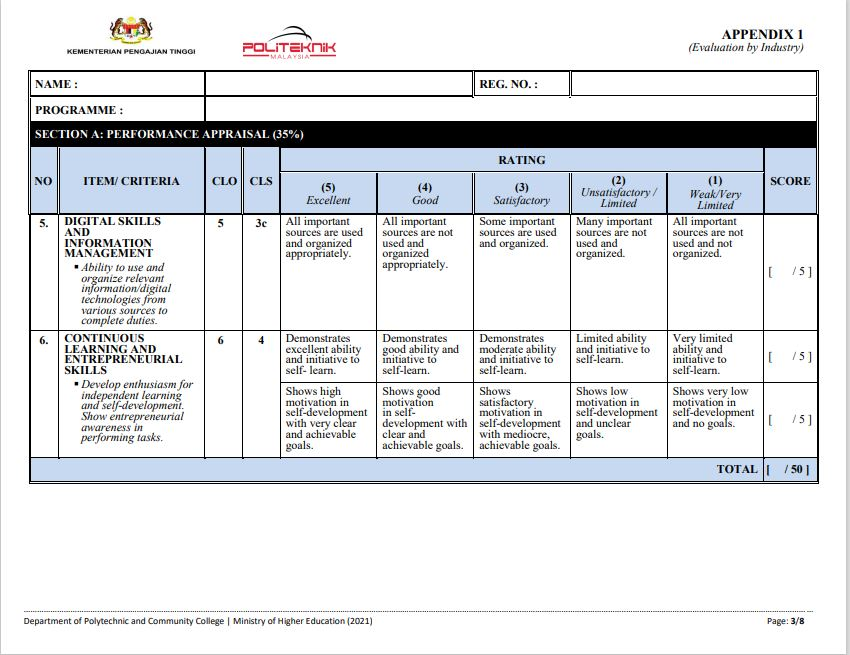 KEMENTERIAN PENGAJIAN TINGGI
POLITEKNIK
MALAYSIA
APPENDIX 1
(Evaluation by Industry)
NAME :
REG. NO. :
PROGRAMME :
SECTION A: PERFORMANCE APPRAISAL (35%)
NO
ITEM/ CRITERIA
CLO
CLS
RATING
(5)
Excellent
(4)
Good
(3)
Satisfactory
(2)
Unsatisfactory /
Limited
(1)
Weak/Very
Limited
SCORE
5.
DIGITAL SKILLS
AND
INFORMATION
MANAGEMENT
▪ Ability to use and
organize relevant
information/digital
technologies from
various sources to
complete duties.
5
3c
All important
sources are used
and organized
appropriately.
All important
sources are not
used and
organized
appropriately.
Some important
sources are used
and organized.
Many important
sources are not
used and
organized.
All important
sources are not
used and not
organized.
[ / 5 ]
6.
CONTINUOUS
LEARNING AND
ENTREPRENEURIAL
SKILLS
▪ Develop enthusiasm for
independent learning
and self-development.
Show entrepreneurial
awareness in
performing tasks.
6
4
Demonstrates
excellent ability
and initiative to
self- learn.
Demonstrates
good ability and
initiative to
self-learn.
Demonstrates
moderate ability
and initiative to
self-learn.
Limited ability
and initiative to
self-learn.
Very limited
ability and
initiative to
self-learn.
[ / 5 ]
Shows high
motivation in
self-development
with very clear
and achievable
goals.
Shows good
motivation
in self-
development with
clear and
achievable goals.
Shows
satisfactory
motivation in
self-development
with mediocre,
achievable goals.
Shows low
motivation in
self-development
and unclear
goals.
Shows very low
motivation in
self-development
and no goals.
[ / 5 ]
TOTAL
[ / 50 ]
Department of Polytechnic and Community College | Ministry of Higher Education (2021)
Page: 3/8